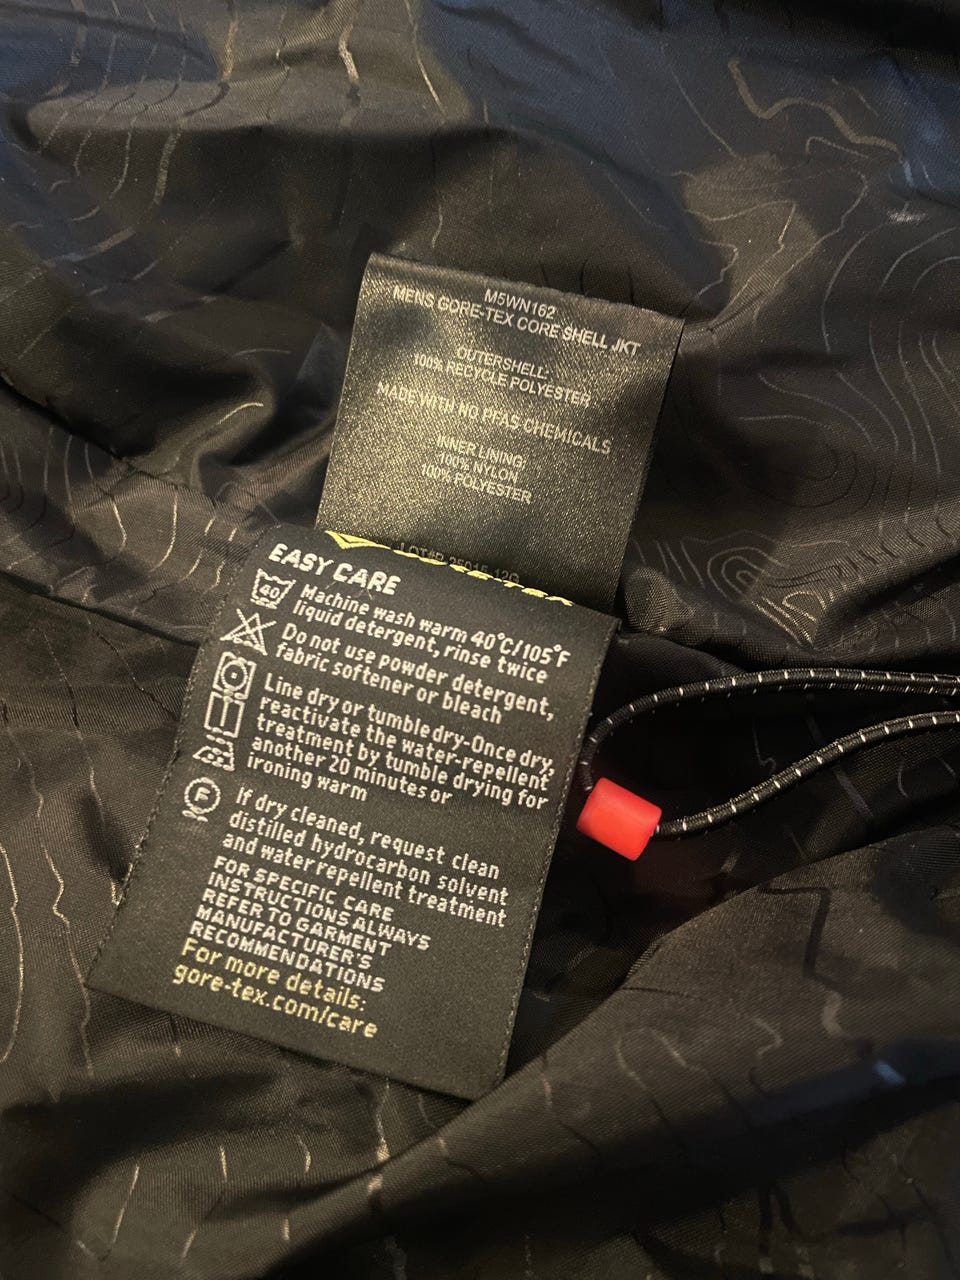 M5WN162
MENS GORE-TEX CORE SHELL JKT
OUTERSHELL:
100% RECYCLE POLYESTER
MADE WITH NO PFAS CHEMICALS
INNER LINING:
100% NYLON
100% POLYESTER
EASY CARE
40
Machine wash warm 40°C/105°F
liquid detergent, rinse twice
Do not use powder detergent,
fabric softener or bleach
Line dry or tumble dry-Once dry,
reactivate the water-repellent
treatment by tumble drying for
another 20 minutes or
ironing warm
F
If dry cleaned, request clean
distilled hydrocarbon solvent
and water repellent treatment
FOR SPECIFIC CARE
INSTRUCTIONS ALWAYS
REFER TO GARMENT
MANUFACTURER'S
RECOMMENDATIONS
For more details:
gore-tex.com/care